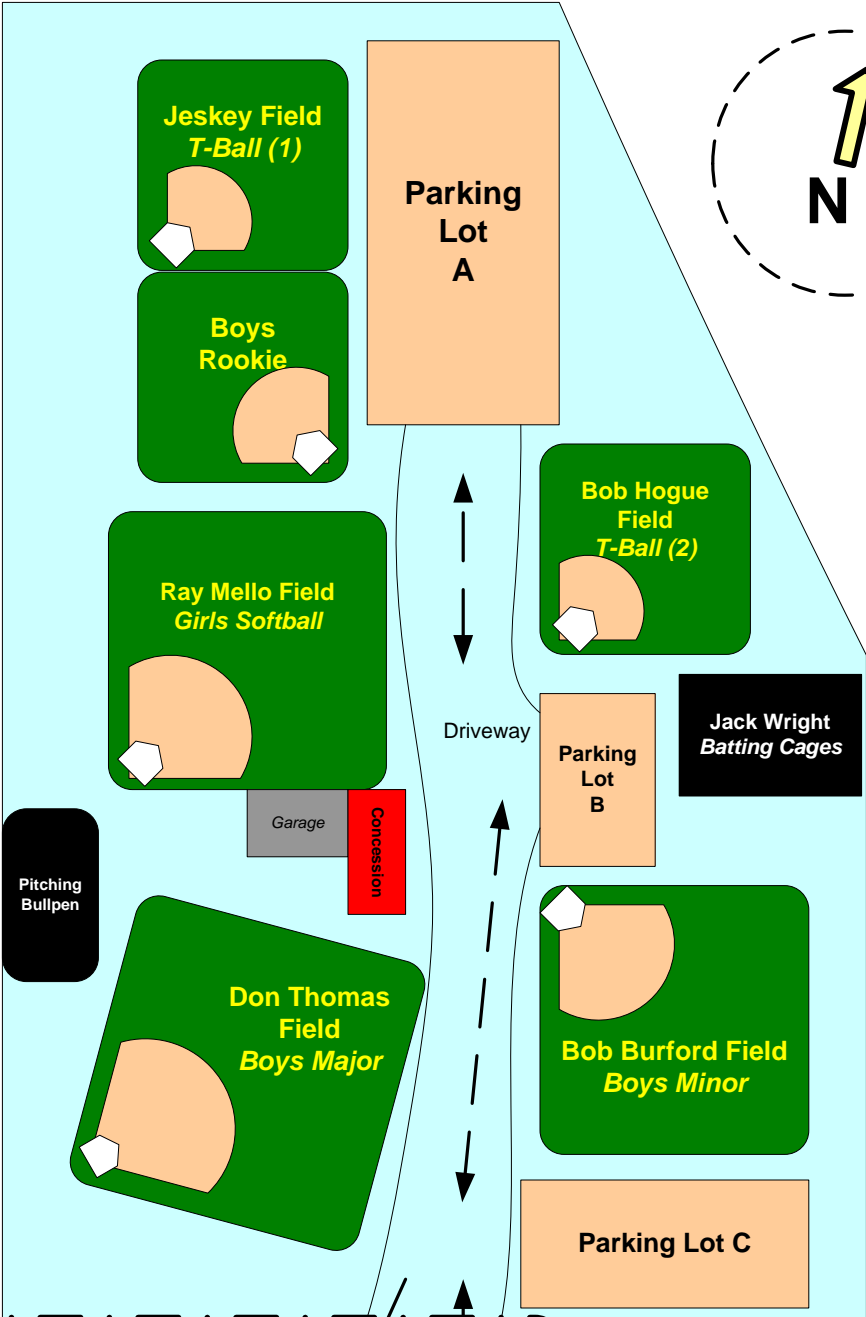 Jeskey Field
T-Ball (1)
Parking
Lot
A
N
Boys
Rookie
Bob Hogue
Field
T-Ball (2)
Ray Mello Field
Girls Softball
Driveway
Parking
Lot
B
Jack Wright
Batting Cages
Garage
Concession
Pitching
Bullpen
Don Thomas
Field
Boys Major
Bob Burford Field
Boys Minor
Parking Lot C